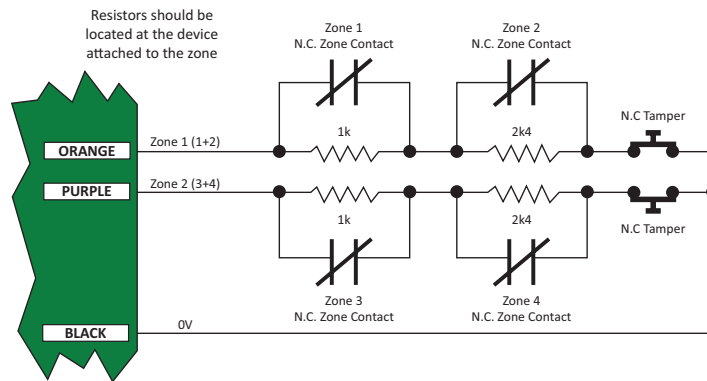 Resistors should be
located at the device
attached to the zone
Zone 1
N.C. Zone Contact
Zone 2
N.C. Zone Contact
N.C Tamper
ORANGE
Zone 1 (1+2)
1k
2k4
PURPLE
Zone 2 (3+4)
1k
2k4
N.C Tamper
Zone 3
N.C. Zone Contact
Zone 4
N.C. Zone Contact
BLACK
0V